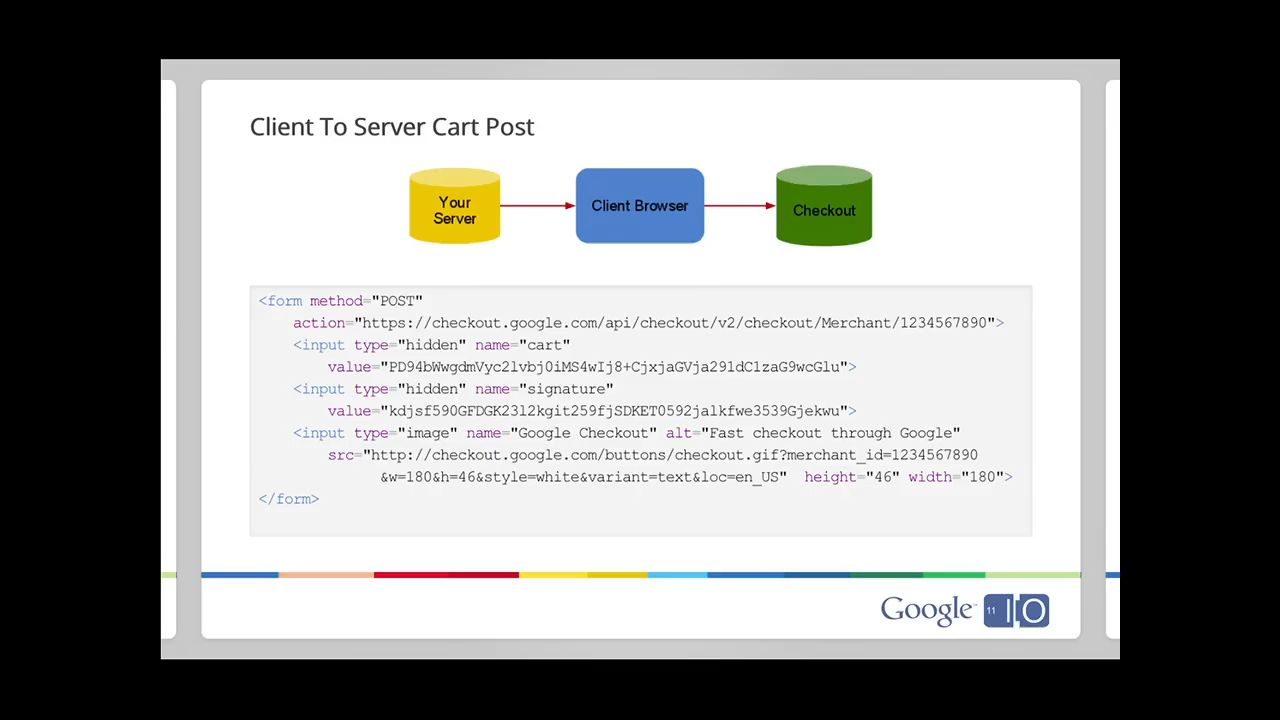 Client To Server Cart Post
Your
Server
Client Browser
Checkout
<form method="POST"
action="https://checkout.google.com/api/checkout/v2/checkout/Merchant/1234567890">
<input type="hidden" name="cart"
value="PD94bWwgdmVyc2lvbj0iMS4wIj8+CjxjaGVja291dC1zaG9wcGlu">
<input type="hidden" name="signature"
value="kdjsf590GFDGK23l2kgit259fjSDKET0592jalkfwe3539Gjekwu">
<input type="image" name="Google Checkout" alt="Fast checkout through Google"
src="http://checkout.google.com/buttons/checkout.gif?merchant_id=1234567890
&w=180&h=46&style=white&variant=text&loc=en_US" height="46" width="180">
</form>
Google™ 11 IO